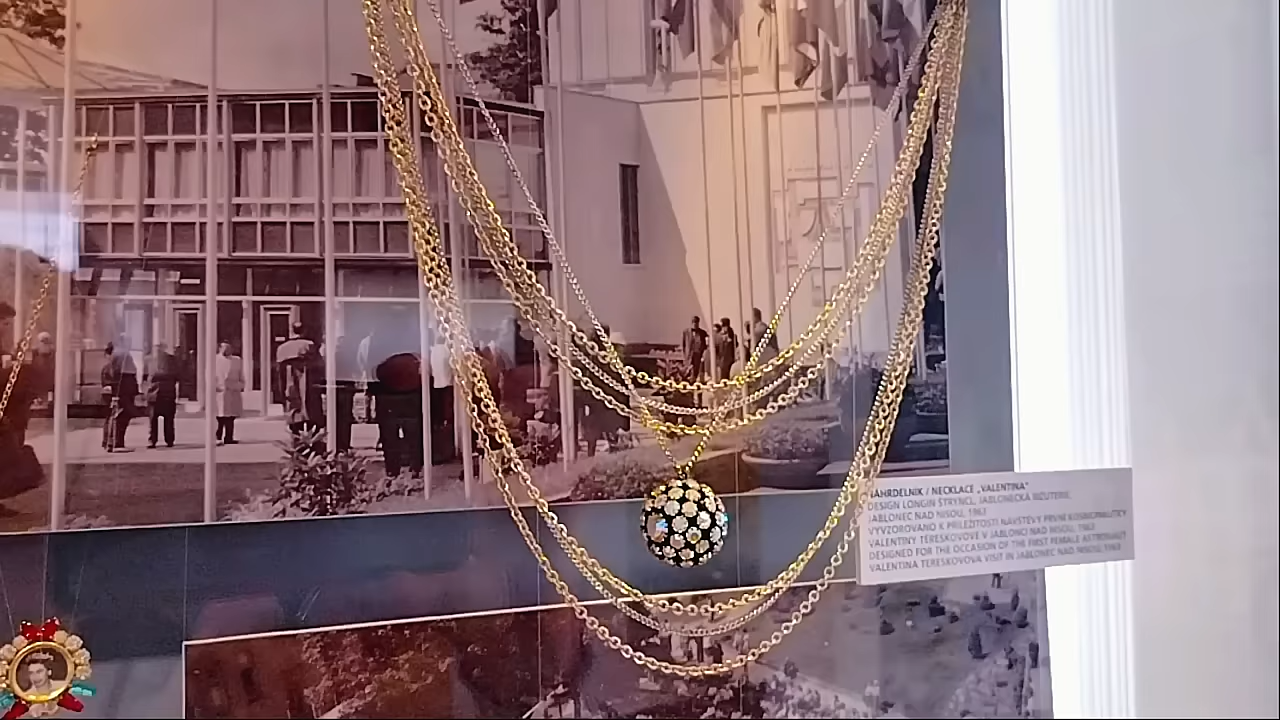 NÁHRDELNÍK / NECKLACE „VALENTINA"
DESIGN LONGIN ŠTRYNCL, JABLONECKÁ BIŽUTERIE,
JABLONEC NAD NISOU, 1963
VYVZOROVÁNO K PŘÍLEŽITOSTI NÁVŠTĚVY PRVNÍ KOSMONAUTKY
VALENTINY TĚREŠKOVOVÉ V JABLONCI NAD NISOU, 1963
DESIGNED FOR THE OCCASION OF THE FIRST FEMALE ASTRONAUT
VALENTINA TERESKOVOVA VISIT IN JABLONEC NAD NISOU, 1963